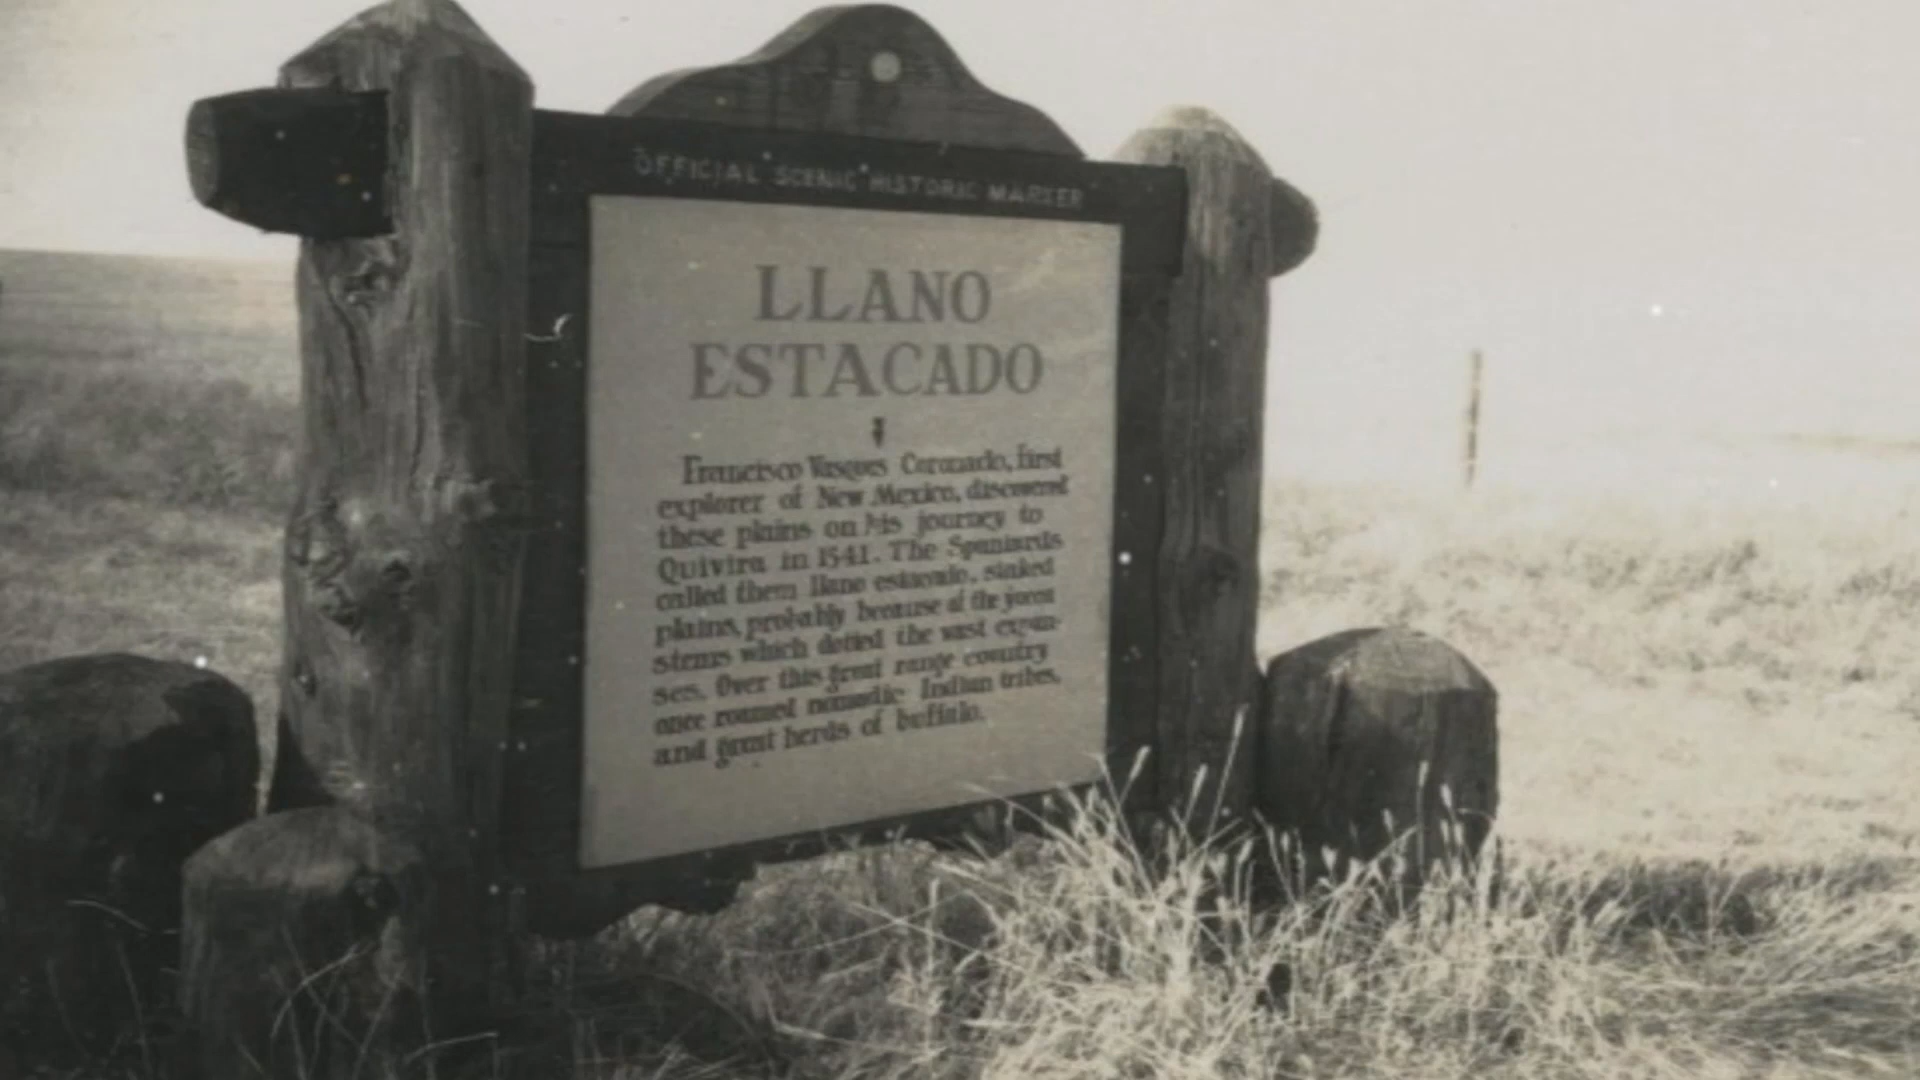 OFFICIAL SCENIC HISTORIC MARKER
LLANO
ESTACADO
Francisco Vasques Coronado, first
explorer of New Mexico, discovered
these plains on his journey to
Quivira in 1541. The Spaniards
called them llano estacado, staked
plains, probably because of the yucca
stems which dotted the vast expan-
ses. Over this great range country
once roamed nomadic Indian tribes,
and great herds of buffalo.